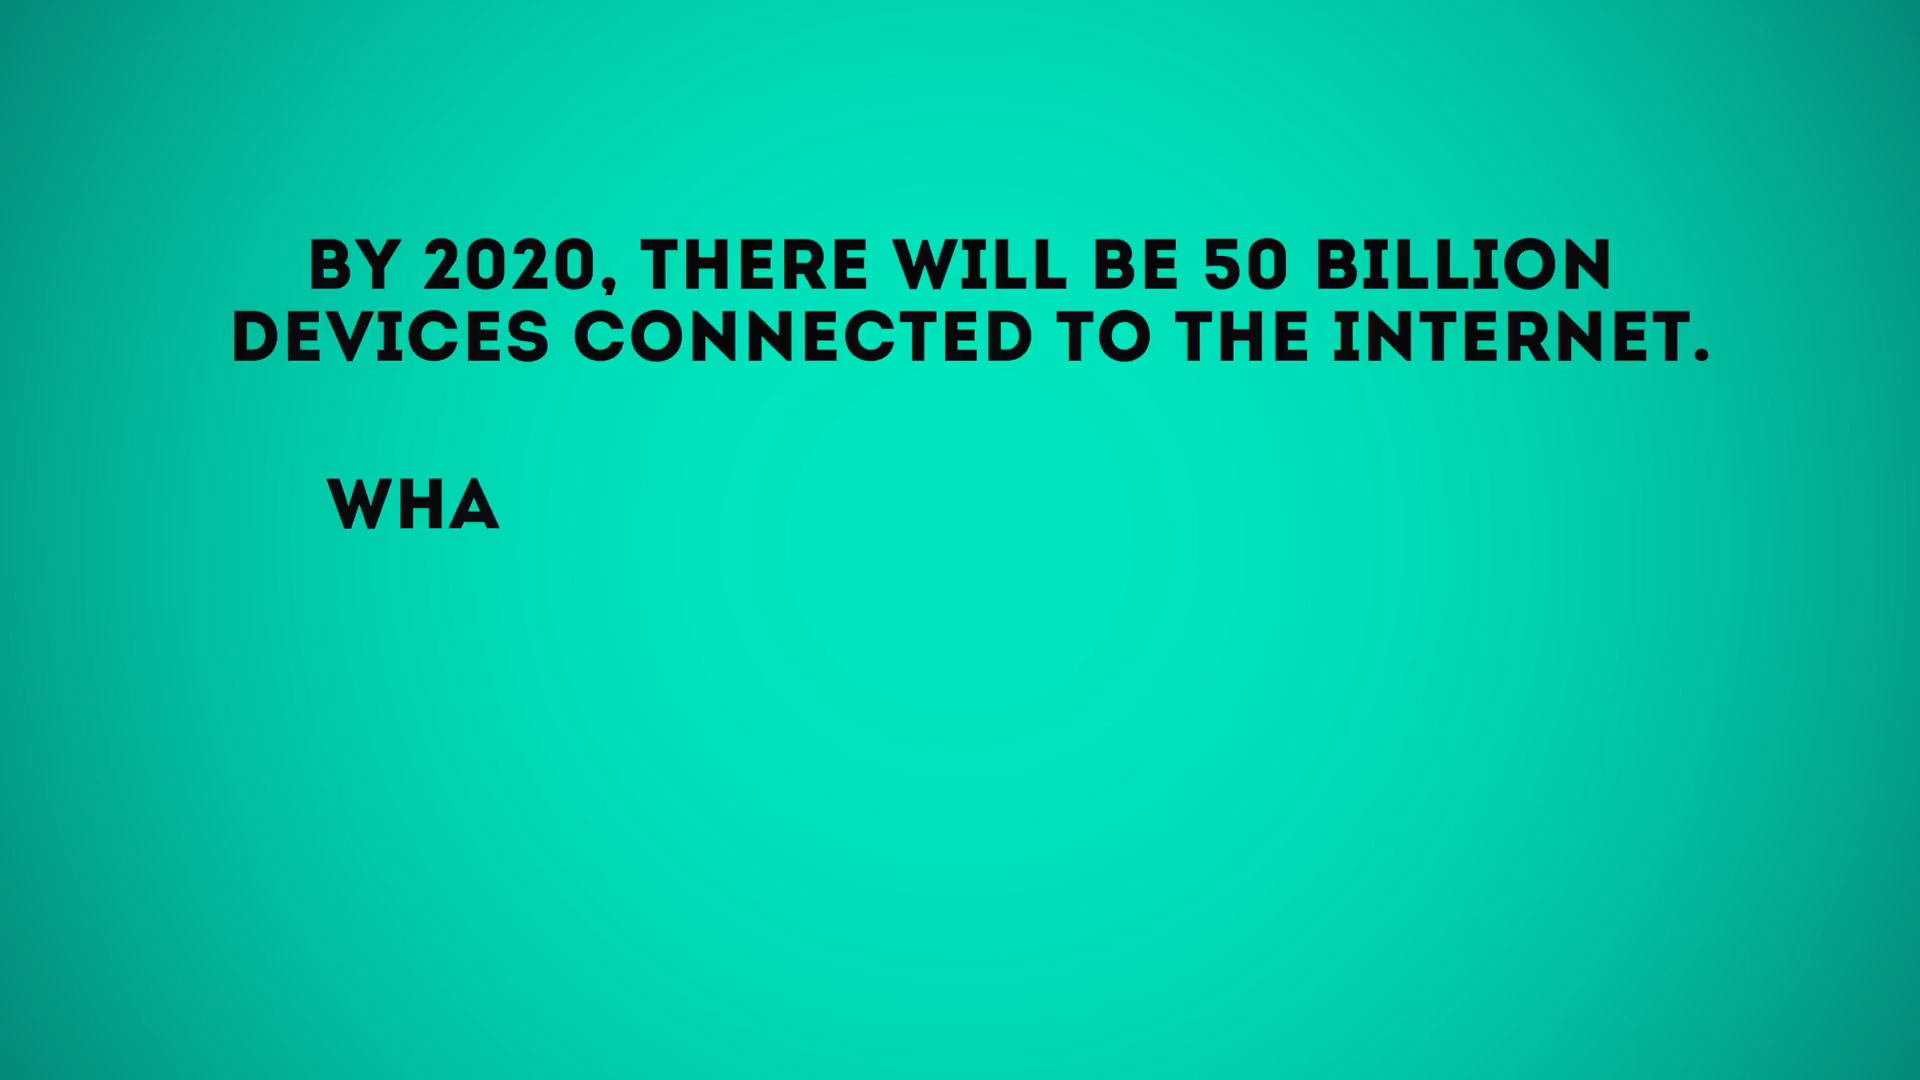 BY 2020, THERE WILL BE 50 BILLION
DEVICES CONNECTED TO THE INTERNET.
WHA